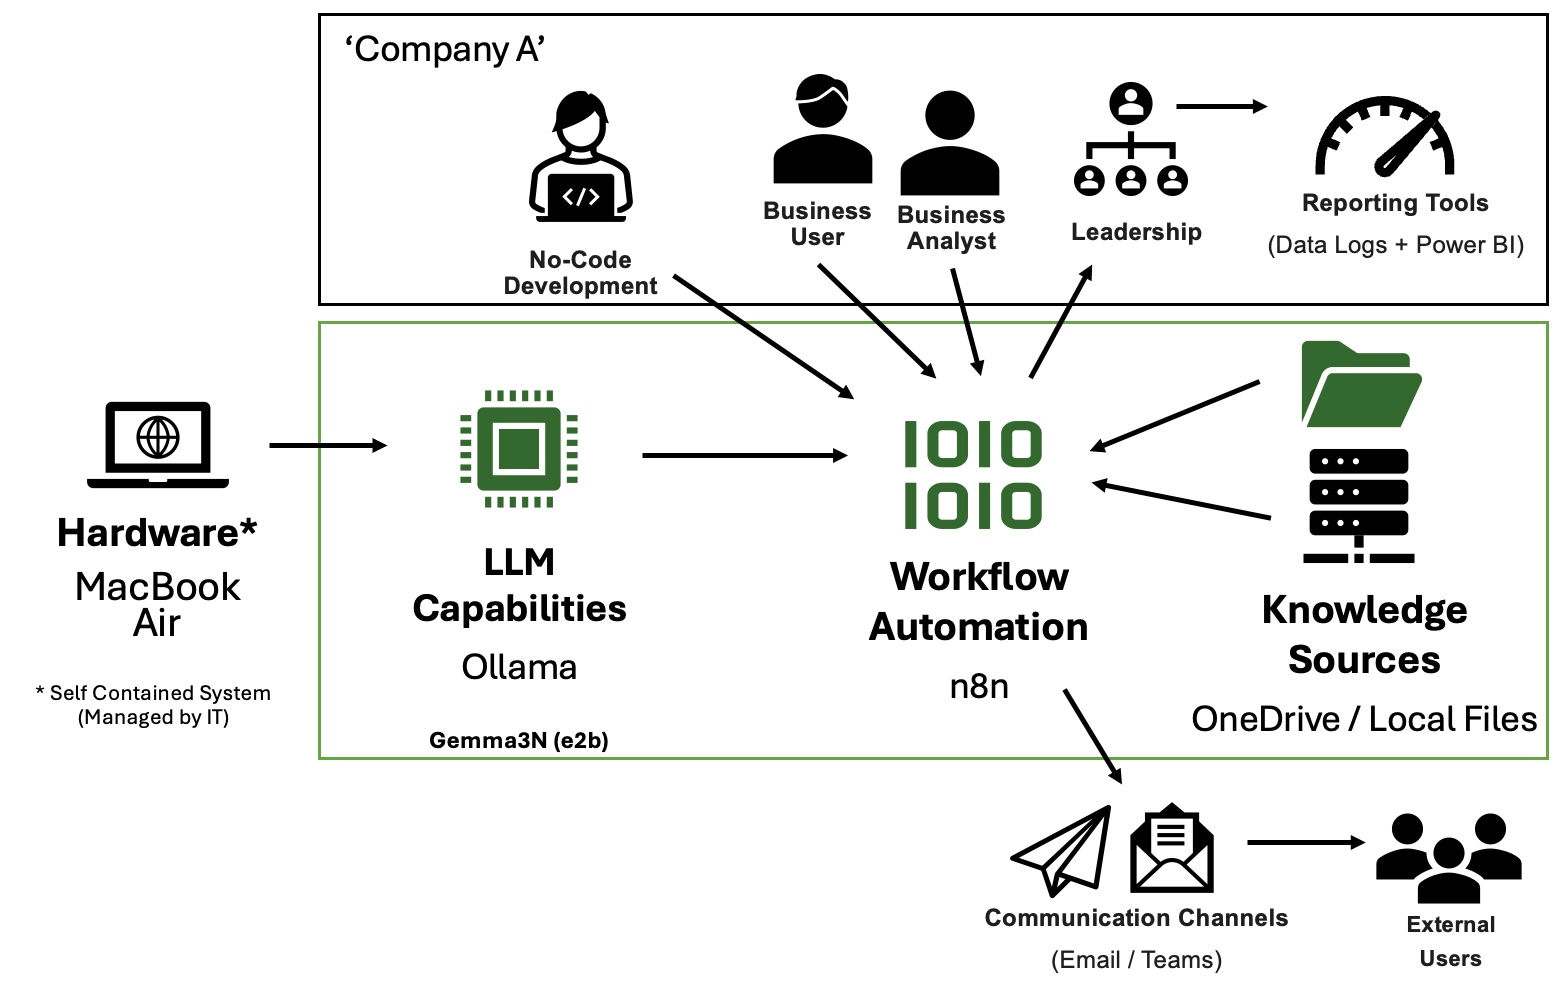 ‘Company A’
</>
No-Code
Development
Business
User
Business
Analyst
Leadership
Reporting Tools
(Data Logs + Power BI)
Hardware*
MacBook
Air
* Self Contained System
(Managed by IT)
LLM
Capabilities
Ollama
Gemma3N (e2b)
IOIO
IOIO
Workflow
Automation
n8n
Knowledge
Sources
OneDrive / Local Files
Communication Channels
(Email / Teams)
External
Users